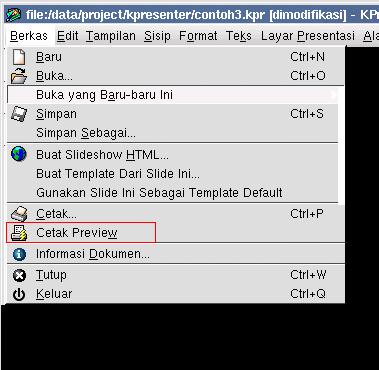 file:/data/project/kpresenter/contoh3.kpr [dimodifikasi] - KPr
Berkas Edit Tampilan Sisip Format Teks Layar Presentasi Ala
Baru Ctrl+N
Buka... Ctrl+O
Buka yang Baru-baru Ini
Simpan Ctrl+S
Simpan Sebagai...
Buat Slideshow HTML...
Buat Template Dari Slide Ini...
Gunakan Slide Ini Sebagai Template Default
Cetak... Ctrl+P
Cetak Preview
Informasi Dokumen...
Tutup Ctrl+W
Keluar Ctrl+Q